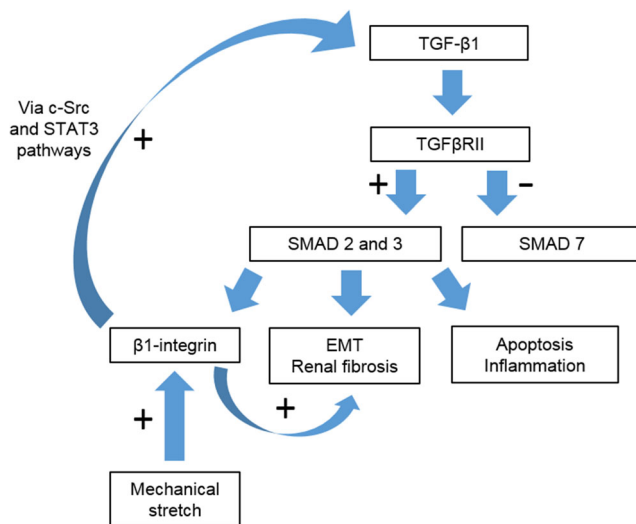 TGF-β1
Via c-Src
and STAT3
pathways
+
TGFβRII
+
–
SMAD 2 and 3
SMAD 7
β1-integrin
EMT
Renal fibrosis
Apoptosis
Inflammation
+
+
Mechanical
stretch